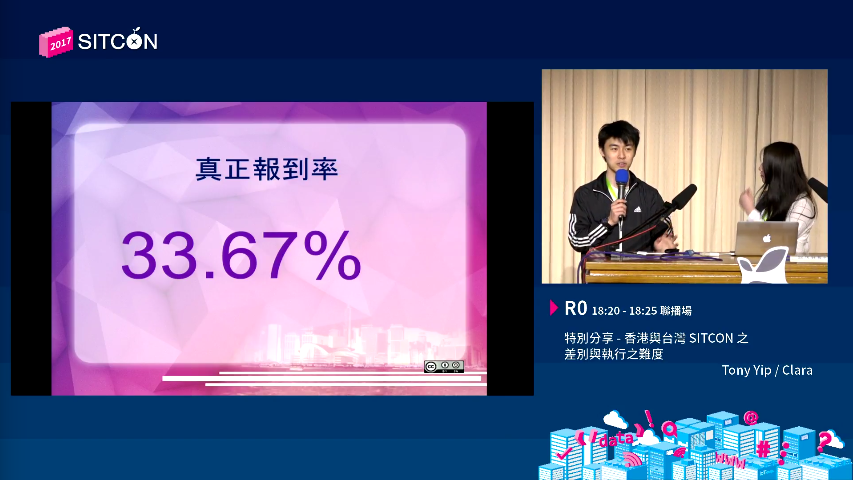 2017 SITCON
真正報到率
33.67%
R0 18:20 - 18:25 聯播場
特別分享 - 香港與台灣 SITCON 之
差別與執行之難度
Tony Yip / Clara
data
@
www
#
?